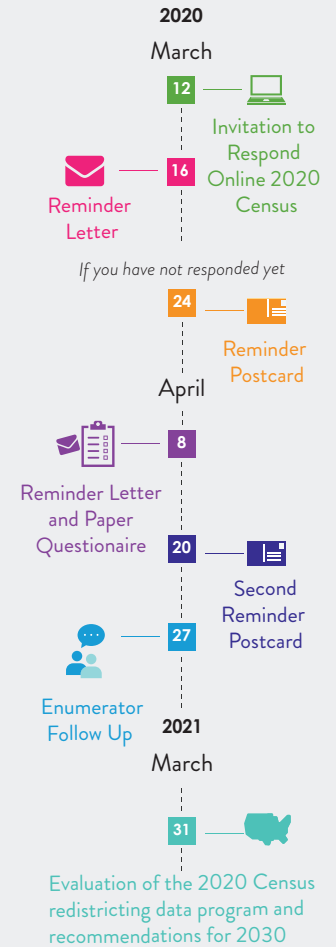 2020
March
12
Invitation to
Respond
Online 2020
Census
16
Reminder
Letter
If you have not responded yet
24
Reminder
Postcard
April
8
Reminder Letter
and Paper
Questionaire
20
Second
Reminder
Postcard
27
Enumerator
Follow Up
2021
March
31
Evaluation of the 2020 Census
redistricting data program and
recommendations for 2030